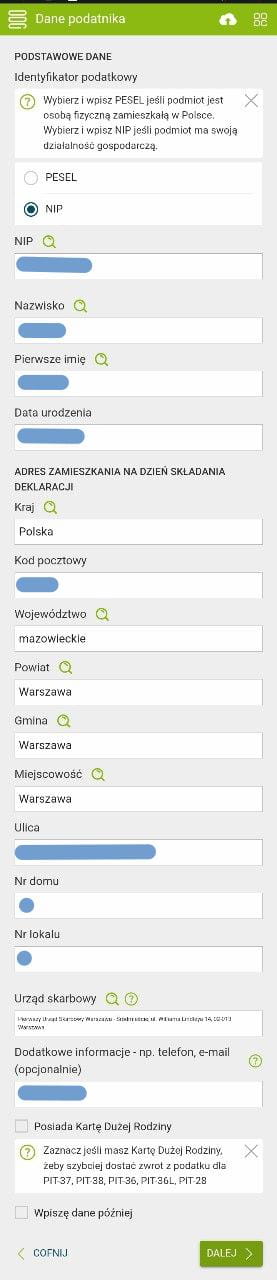 Dane podatnika
PODSTAWOWE DANE
Identyfikator podatkowy
Wybierz i wpisz PESEL jeśli podmiot jest
osobą fizyczną zamieszkałą w Polsce.
Wybierz i wpisz NIP jeśli podmiot ma swoją
działalność gospodarczą.
PESEL
NIP
NIP
Nazwisko
Pierwsze imię
Data urodzenia
ADRES ZAMIESZKANIA NA DZIEŃ SKŁADANIA
DEKLARACJI
Kraj
Polska
Kod pocztowy
Województwo
mazowieckie
Powiat
Warszawa
Gmina
Warszawa
Miejscowość
Warszawa
Ulica
Nr domu
Nr lokalu
Urząd skarbowy
Pierwszy Urząd Skarbowy Warszawa - Śródmieście, ul. Williama Lindleya 14, 02-013
Warszawa
Dodatkowe informacje - np. telefon, e-mail
(opcjonalnie)
Posiada Kartę Dużej Rodziny
Zaznacz jeśli masz Kartę Dużej Rodziny,
żeby szybciej dostać zwrot z podatku dla
PIT-37, PIT-38, PIT-36, PIT-36L, PIT-28
Wpiszę dane później
COFNIJ
DALEJ